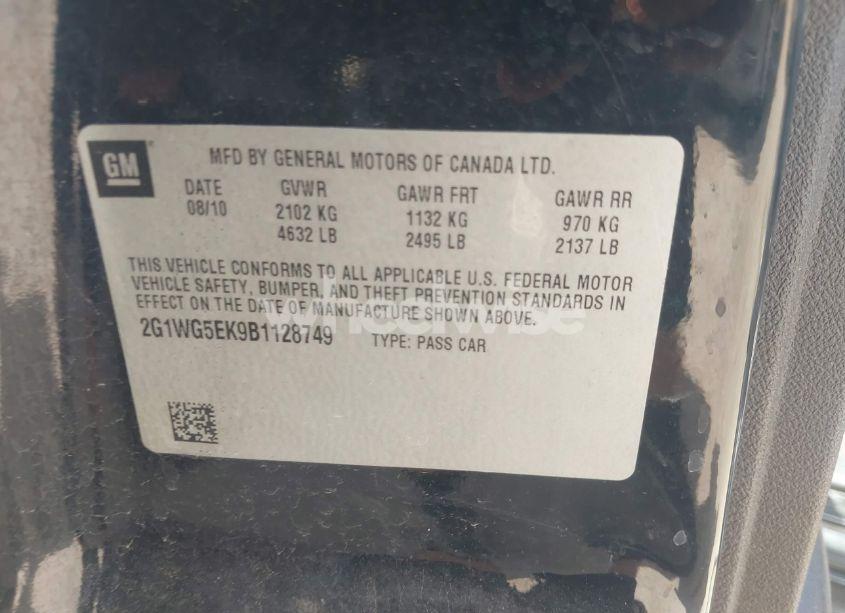 GM
MFD BY GENERAL MOTORS OF CANADA LTD.
DATE GVWR GAWR FRT GAWR RR
08/10 2102 KG 1132 KG 970 KG
4632 LB 2495 LB 2137 LB
THIS VEHICLE CONFORMS TO ALL APPLICABLE U.S. FEDERAL MOTOR
VEHICLE SAFETY, BUMPER, AND THEFT PREVENTION STANDARDS IN
EFFECT ON THE DATE OF MANUFACTURE SHOWN ABOVE.
2G1WG5EK9B1128749 TYPE: PASS CAR
wheelwise